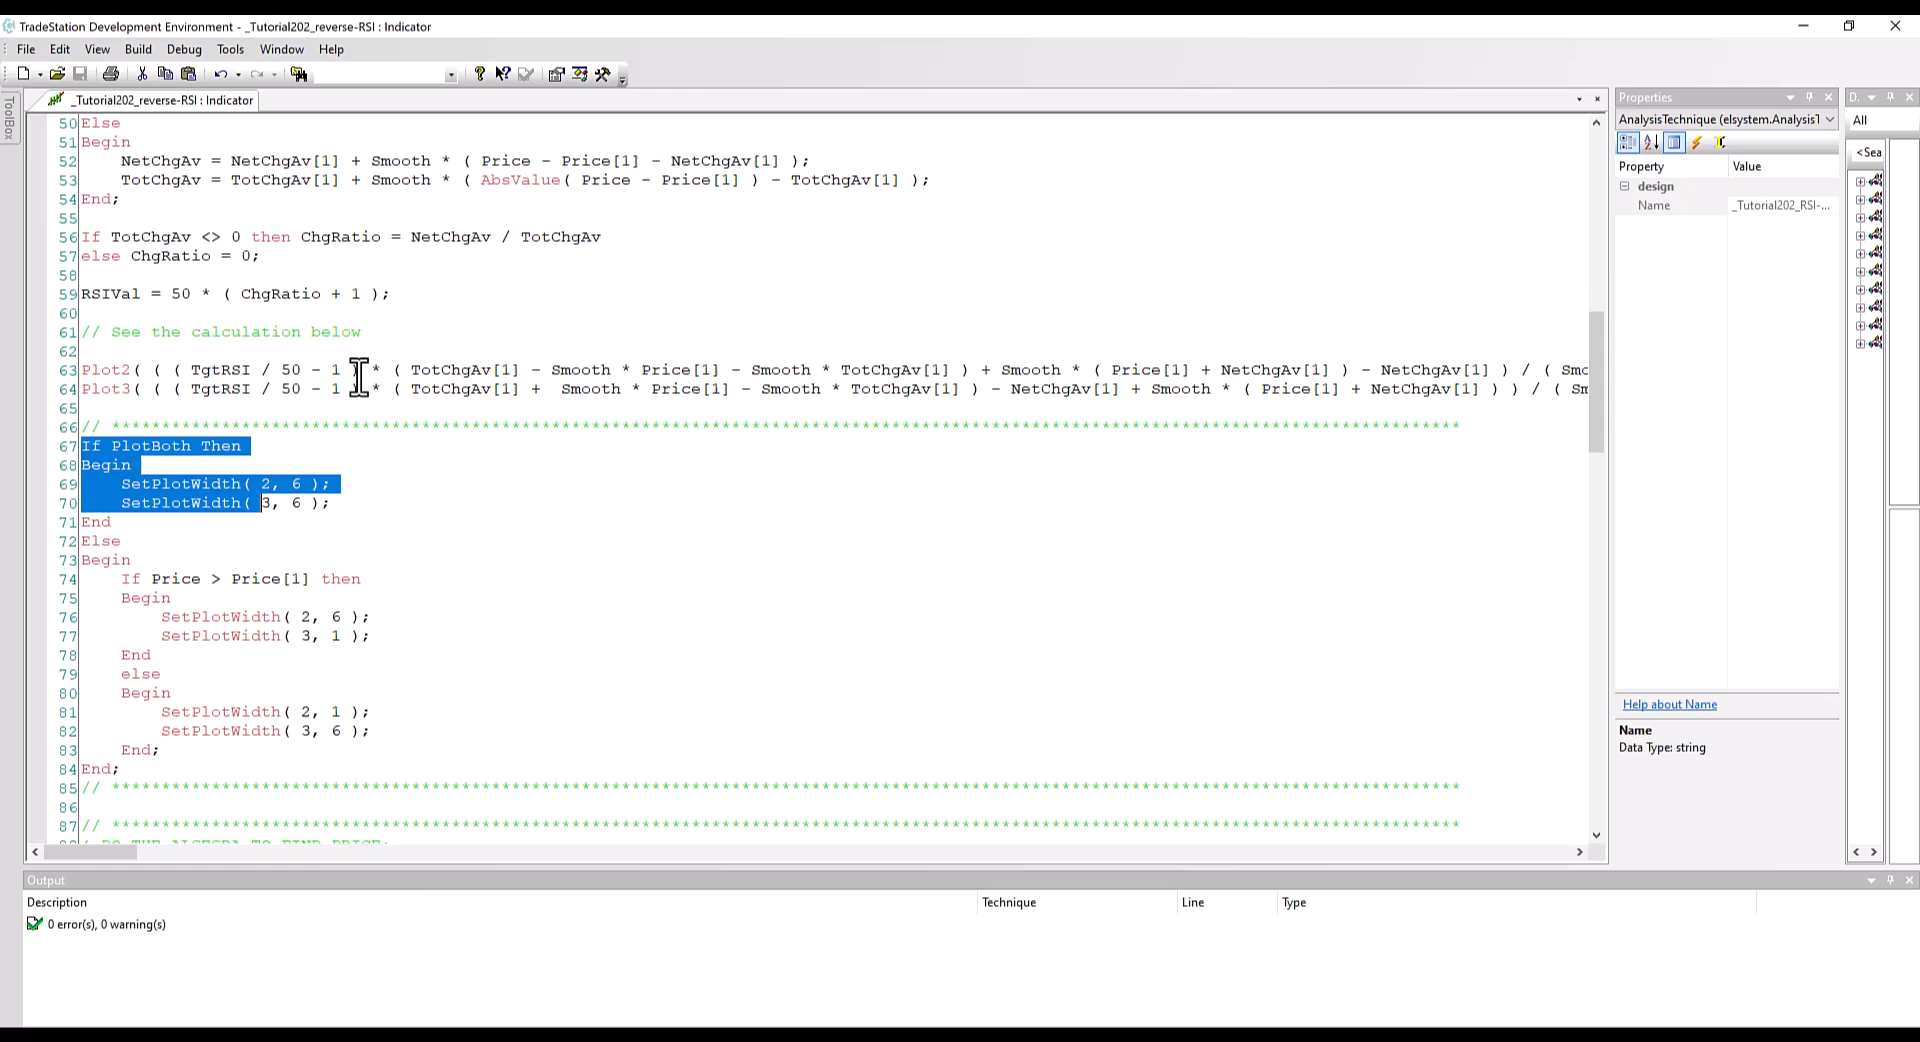 TradeStation Development Environment - _Tutorial202_reverse-RSI : Indicator
File Edit View Build Debug Tools Window Help
ToolBox
_Tutorial202_reverse-RSI : Indicator
50 Else
51 Begin
52 NetChgAv = NetChgAv[1] + Smooth * ( Price - Price[1] - NetChgAv[1] );
53 TotChgAv = TotChgAv[1] + Smooth * ( AbsValue( Price - Price[1] ) - TotChgAv[1] );
54 End;
55
56 If TotChgAv <> 0 then ChgRatio = NetChgAv / TotChgAv
57 else ChgRatio = 0;
58
59 RSIVal = 50 * ( ChgRatio + 1 );
60
61 // See the calculation below
62
63 Plot2( ( ( TgtRSI / 50 - 1 ) * ( TotChgAv[1] - Smooth * Price[1] - Smooth * TotChgAv[1] ) + Smooth * ( Price[1] + NetChgAv[1] ) - NetChgAv[1] ) / ( Smo
64 Plot3( ( ( TgtRSI / 50 - 1 ) * ( TotChgAv[1] + Smooth * Price[1] - Smooth * TotChgAv[1] ) - NetChgAv[1] + Smooth * ( Price[1] + NetChgAv[1] ) ) / ( Sm
65
66 // ***************************************************************************************************************************************
67 If PlotBoth Then
68 Begin
69 SetPlotWidth( 2, 6 );
70 SetPlotWidth( 3, 6 );
71 End
72 Else
73 Begin
74 If Price > Price[1] then
75 Begin
76 SetPlotWidth( 2, 6 );
77 SetPlotWidth( 3, 1 );
78 End
79 else
80 Begin
81 SetPlotWidth( 2, 1 );
82 SetPlotWidth( 3, 6 );
83 End;
84 End;
85 // ***************************************************************************************************************************************
86
87 // ***************************************************************************************************************************************
Properties
AnalysisTechnique (elsystem.AnalysisT
Property Value
design
Name _Tutorial202_RSI-...
Help about Name
Name
Data Type: string
D.
All
<Sea
Output
Description Technique Line Type
0 error(s), 0 warning(s)